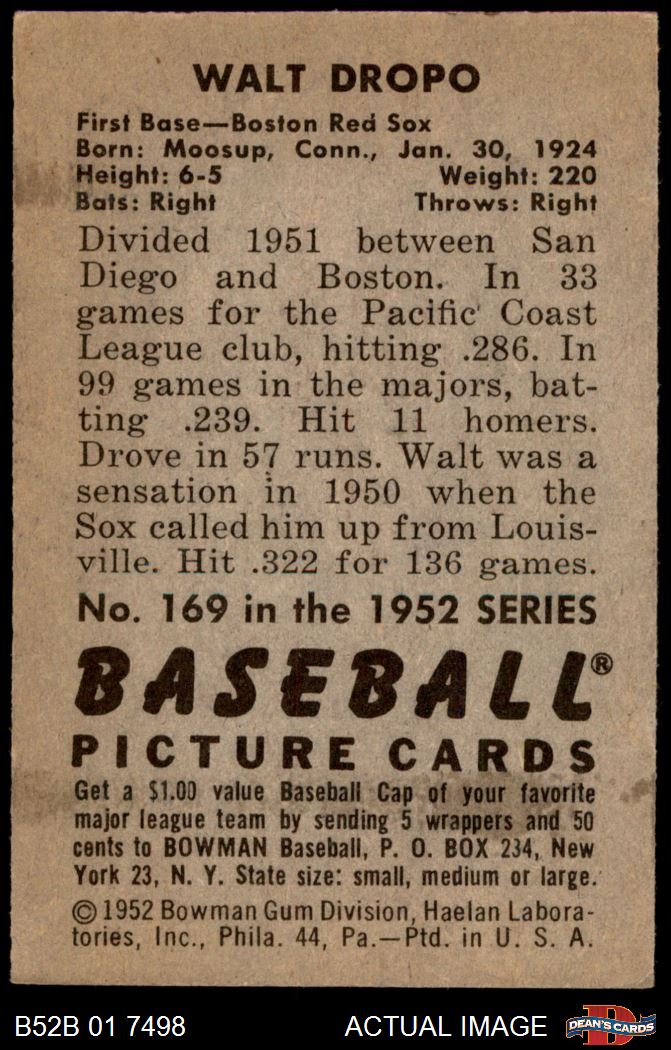 WALT DROPO
First Base—Boston Red Sox
Born: Moosup, Conn., Jan. 30, 1924
Height: 6-5 Weight: 220
Bats: Right Throws: Right
Divided 1951 between San
Diego and Boston. In 33
games for the Pacific Coast
League club, hitting .286. In
99 games in the majors, bat-
ting .239. Hit 11 homers.
Drove in 57 runs. Walt was a
sensation in 1950 when the
Sox called him up from Louis-
ville. Hit .322 for 136 games.
No. 169 in the 1952 SERIES
BASEBALL®
PICTURE CARDS
Get a $1.00 value Baseball Cap of your favorite
major league team by sending 5 wrappers and 50
cents to BOWMAN Baseball, P. O. BOX 234, New
York 23, N. Y. State size: small, medium or large.
© 1952 Bowman Gum Division, Haelan Labora-
tories, Inc., Phila. 44, Pa.—Ptd. in U. S. A.
B52B 01 7498 ACTUAL IMAGE D DEAN'S CARDS